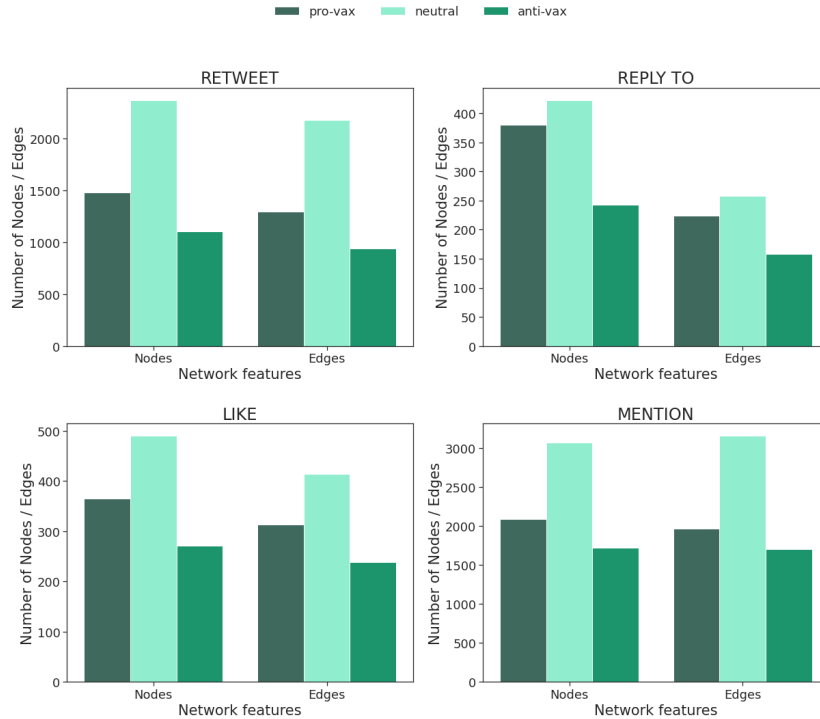 pro-vax neutral anti-vax
RETWEET
Number of Nodes / Edges
2000
1500
1000
500
0
Nodes Edges
Network features
REPLY TO
Number of Nodes / Edges
400
350
300
250
200
150
100
50
0
Nodes Edges
Network features
LIKE
Number of Nodes / Edges
500
400
300
200
100
0
Nodes Edges
Network features
MENTION
Number of Nodes / Edges
3000
2500
2000
1500
1000
500
0
Nodes Edges
Network features